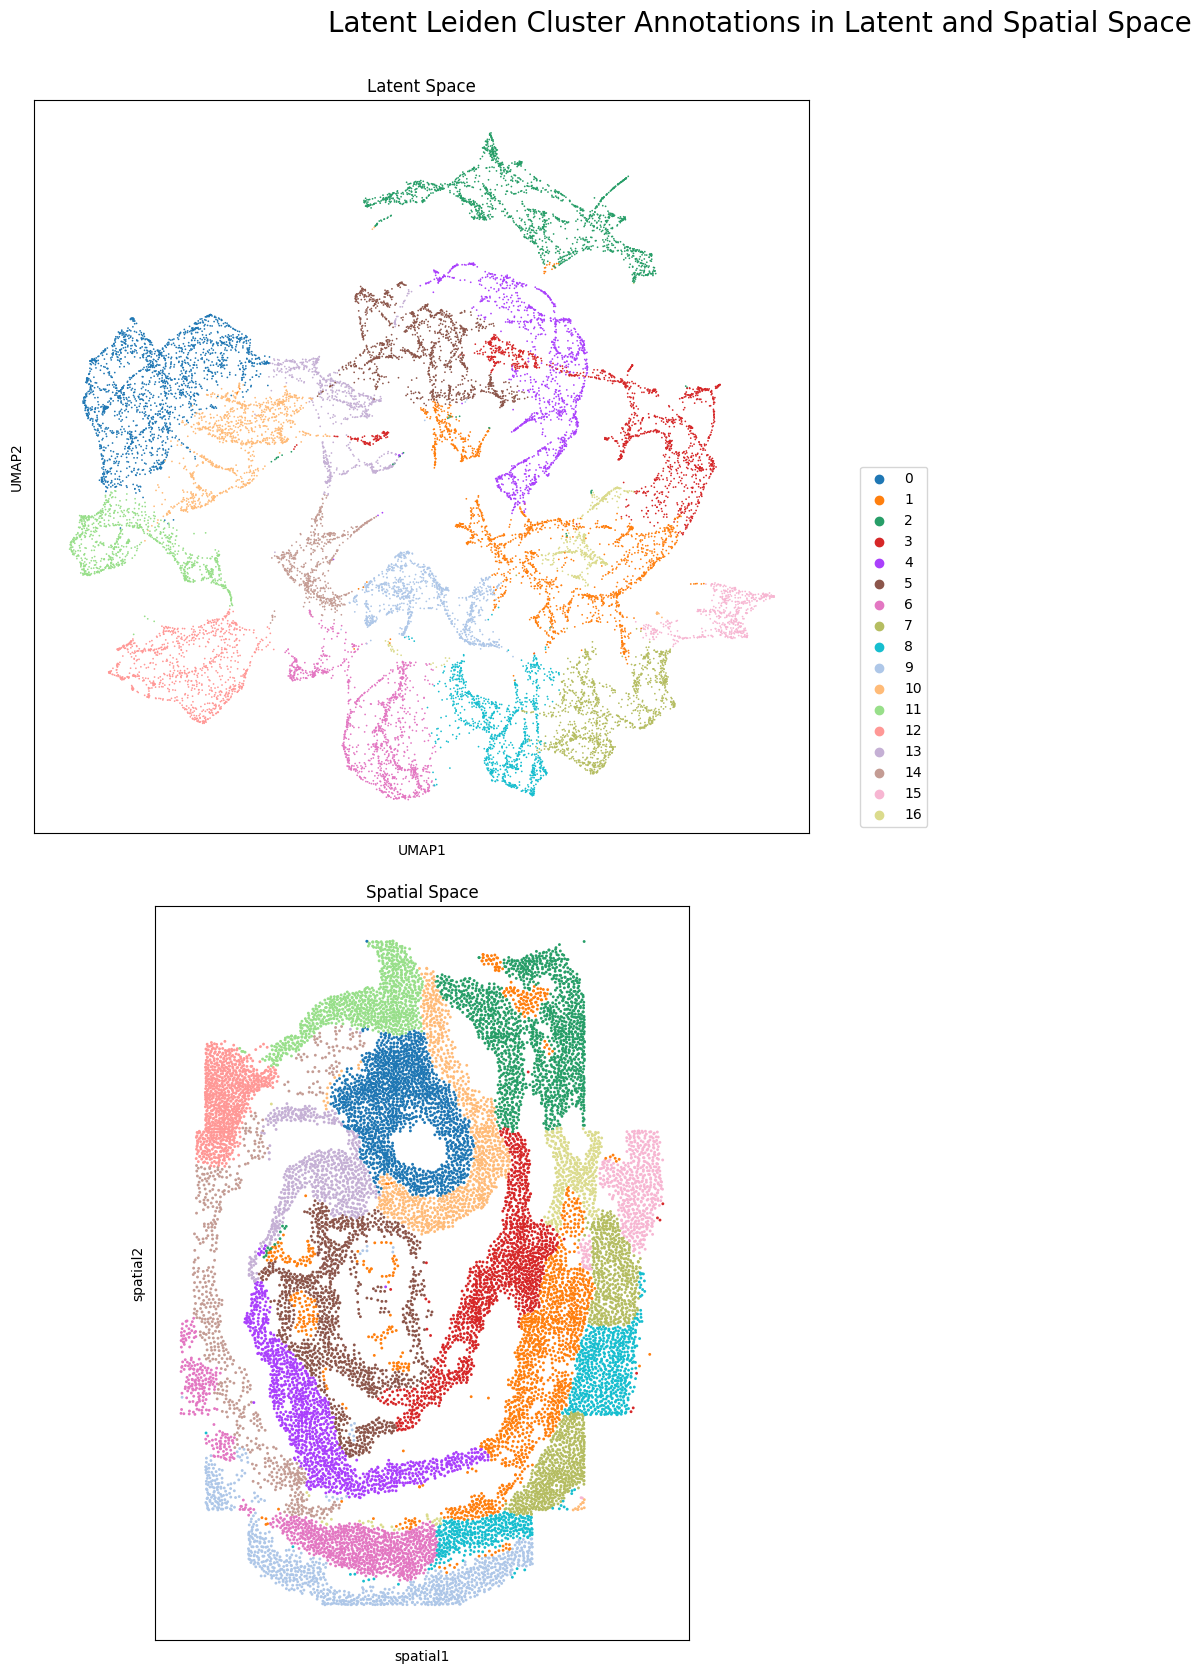 Latent Leiden Cluster Annotations in Latent and Spatial Space
Latent Space
UMAP2
UMAP1
0
1
2
3
4
5
6
7
8
9
10
11
12
13
14
15
16
Spatial Space
spatial2
spatial1